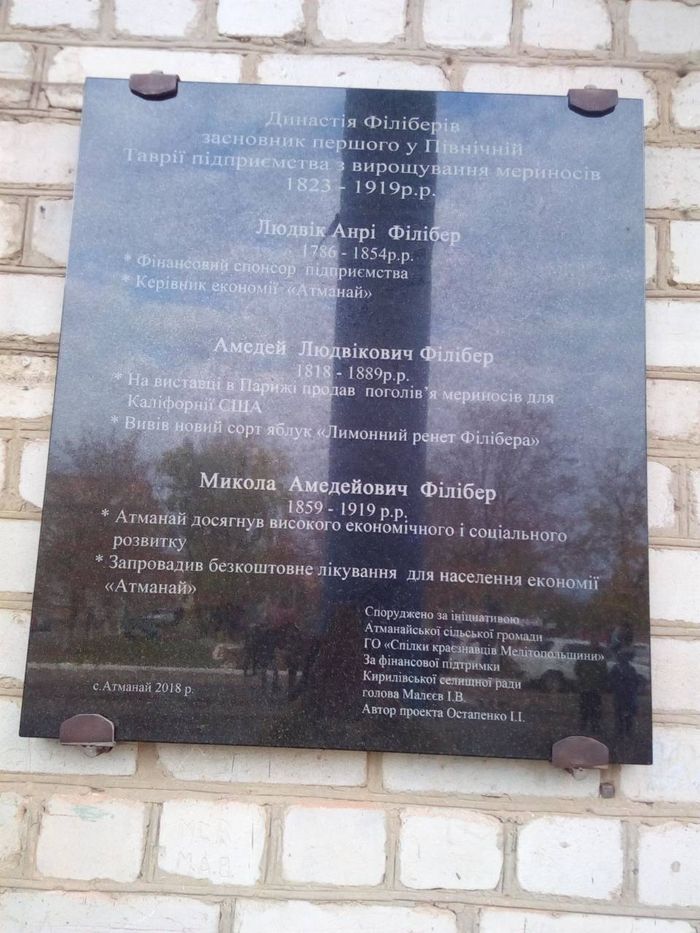 Династія Філіберів
засновник першого у Північній
Таврії підприємства з вирощування мериносів
1823 - 1919р.р.
Людвік Анрі Філібер
1786 - 1854р.р.
* Фінансовий спонсор підприємства
* Керівник економії «Атманай»
Амедей Людвікович Філібер
1818 - 1889р.р.
* На виставці в Парижі продав поголів’я мериносів для
Каліфорнії США
* Вивів новий сорт яблук «Лимонний ренет Філібера»
Микола Амедейович Філібер
1859 - 1919 р.р.
* Атманай досягнув високого економічного і соціального
розвитку
* Запровадив безкоштовне лікування для населення економії
«Атманай»
Споруджено за ініциативою
Атманайської сільської громади
ГО «Спілки краєзнавців Мелітопольщини»
За фінансової підтримки
Кирилівської селищної ради
голова Малєєв І.В.
Автор проекта Остапенко І.І.
с.Атманай 2018 р.